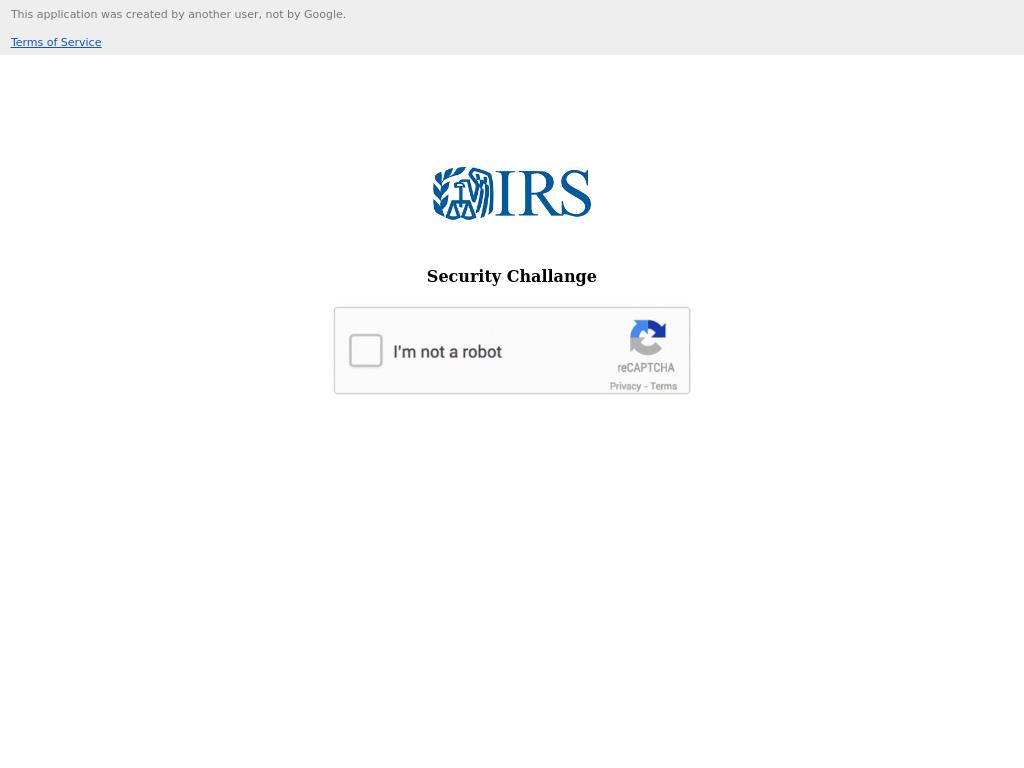 This application was created by another user, not by Google.
Terms of Service
IRS
Security Challange
I'm not a robot
reCAPTCHA
Privacy - Terms